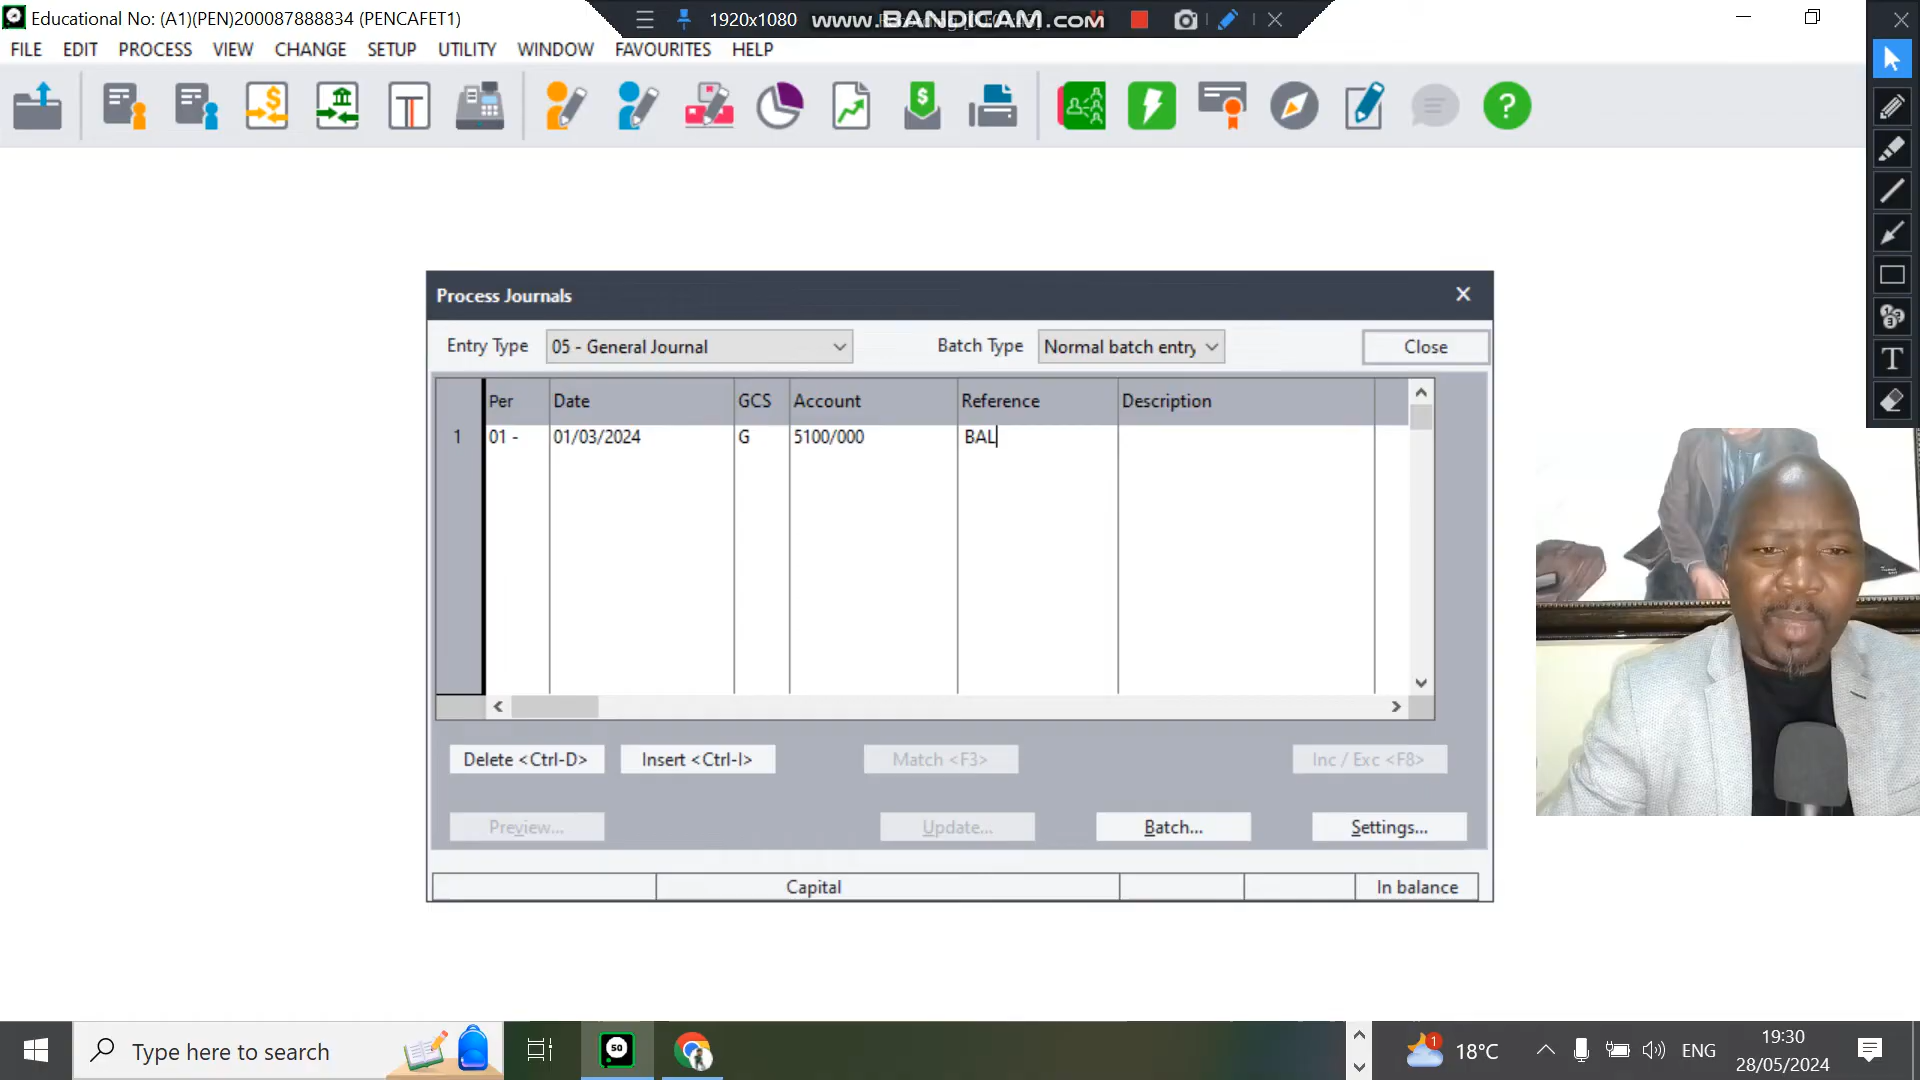 Educational No: (A1)(PEN)200087888834 (PENCAFET1)
1920x1080
www.BANDICAM.com
FILE EDIT PROCESS VIEW CHANGE SETUP UTILITY WINDOW FAVOURITES HELP
Process Journals
Entry Type 05 - General Journal Batch Type Normal batch entry Close
Per Date GCS Account Reference Description
1 01 - 01/03/2024 G 5100/000 BAL
Delete <Ctrl-D> Insert <Ctrl-I> Match <F3> Inc / Exc <F8>
Preview... Update... Batch... Settings...
Capital In balance
Type here to search
50
1
18°C
ENG
19:30
28/05/2024